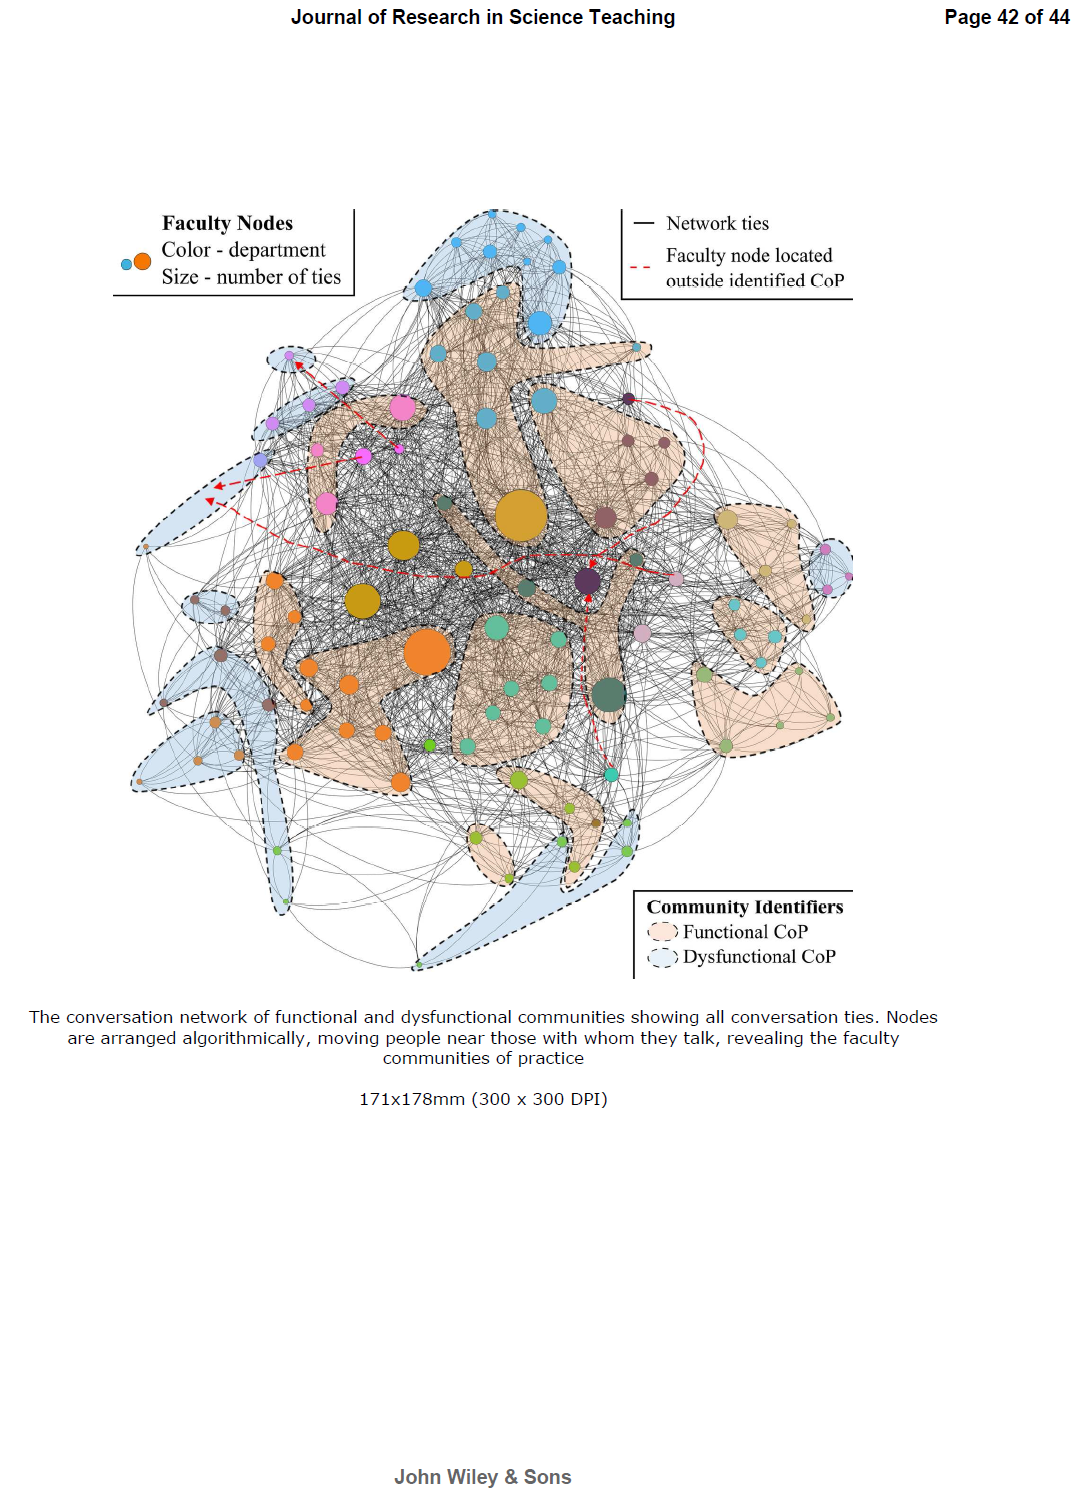 Journal of Research in Science Teaching
Page 42 of 44
Faculty Nodes
Color - department
Size - number of ties
Network ties
Faculty node located
outside identified CoP
Community Identifiers
Functional CoP
Dysfunctional CoP
The conversation network of functional and dysfunctional communities showing all conversation ties. Nodes
are arranged algorithmically, moving people near those with whom they talk, revealing the faculty
communities of practice
171x178mm (300 x 300 DPI)
John Wiley & Sons